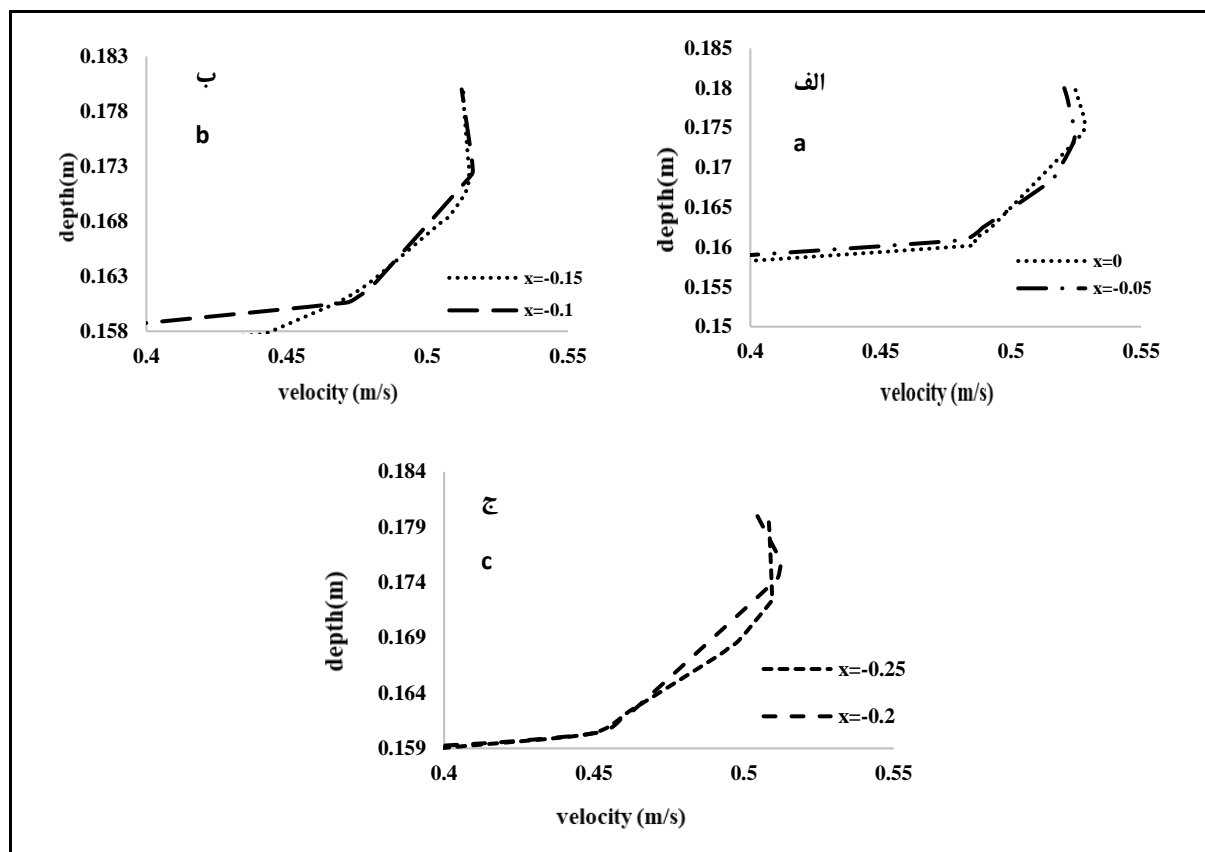 ب
b
0.183
0.178
0.173
0.168
0.163
0.158
depth(m)
0.4 0.45 0.5 0.55
velocity (m/s)
x=-0.15
x=-0.1
الف
a
0.185
0.18
0.175
0.17
0.165
0.16
0.155
0.15
depth(m)
0.4 0.45 0.5 0.55
velocity (m/s)
x=0
x=-0.05
ج
c
0.184
0.179
0.174
0.169
0.164
0.159
depth(m)
0.4 0.45 0.5 0.55
velocity (m/s)
x=-0.25
x=-0.2